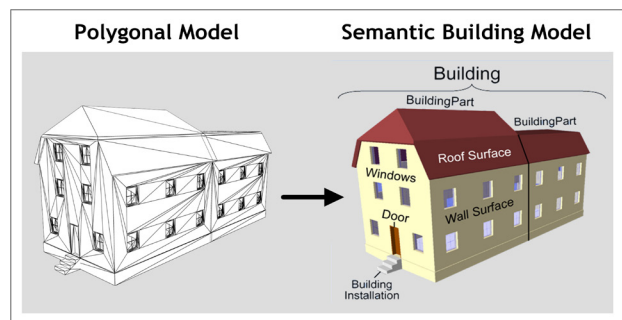 Polygonal Model
Semantic Building Model
Building
BuildingPart
BuildingPart
Roof Surface
Windows
Wall Surface
Door
Building
Installation